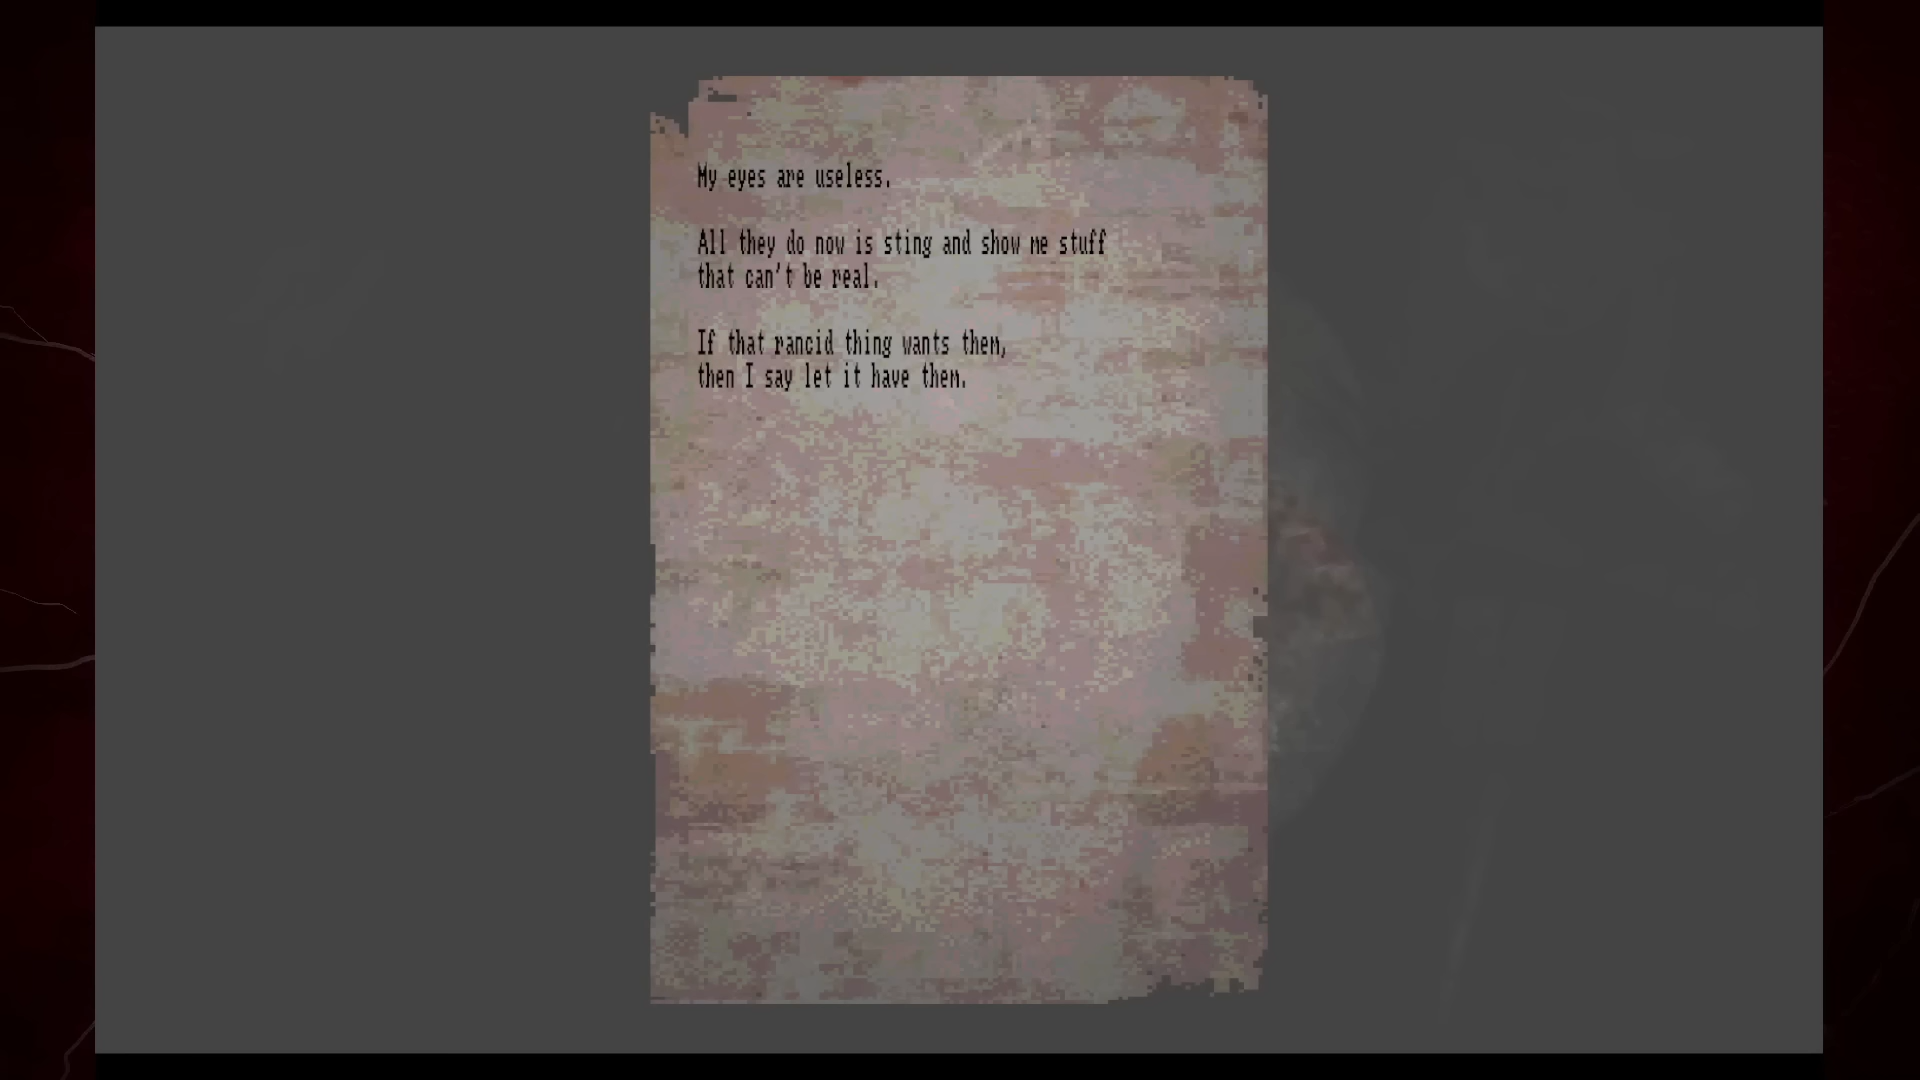 My eyes are useless.
All they do now is sting and show me stuff
that can't be real.
If that rancid thing wants them,
then I say let it have them.